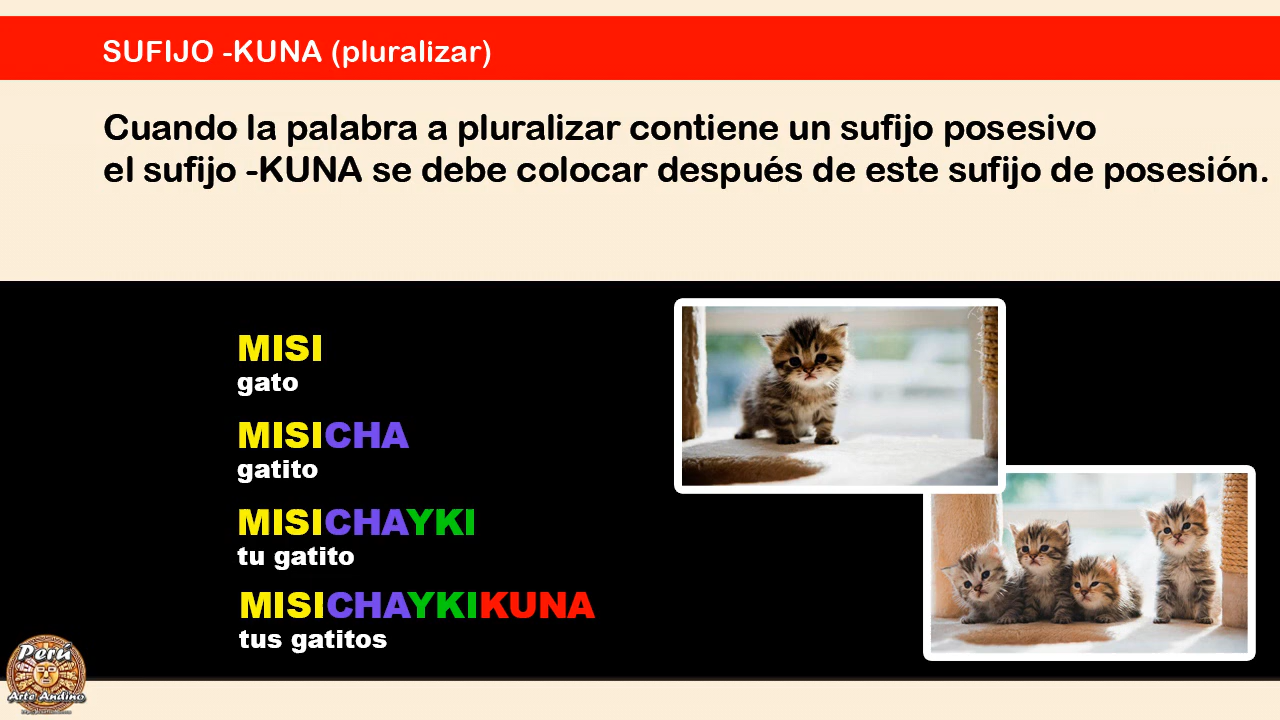 SUFIJO -KUNA (pluralizar)
Cuando la palabra a pluralizar contiene un sufijo posesivo
el sufijo -KUNA se debe colocar después de este sufijo de posesión.
MISI
gato
MISICHA
gatito
MISICHAYKI
tu gatito
MISICHAYKIKUNA
tus gatitos
Perú
Arte Andino